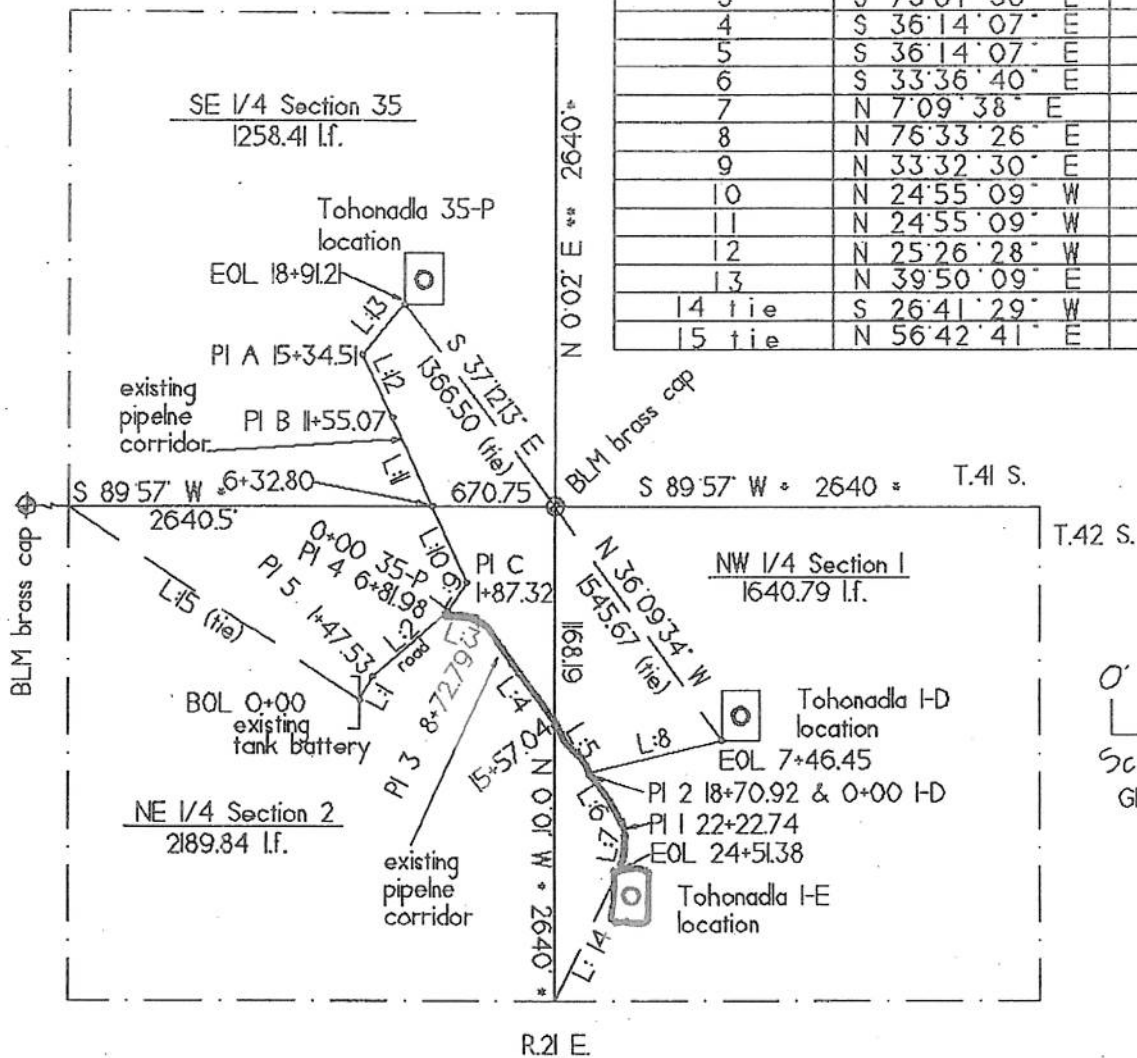 4 S 36°14'07" E
5 S 36°14'07" E
6 S 33°36'40" E
7 N 7°09'38" E
8 N 76°33'26" E
9 N 33°32'30" E
10 N 24°55'09" W
11 N 24°55'09" W
12 N 25°26'28" W
13 N 39°50'09" E
14 tie S 26°41'29" W
15 tie N 56°42'41" E
SE 1/4 Section 35
1258.41 l.f.
N 0°02' E ** 2640'*
Tohonadla 35-P
location
EOL 18+91.21
L:13
PI A 15+34.51
L:12
S 37°12'13" E
1366.50 (tie)
existing
pipelne
corridor
PI B 11+55.07
L:11
BLM brass cap
BLM brass cap
S 89°57' W *
2640.5'
6+32.80
670.75
S 89°57' W * 2640 *
T.41 S.
T.42 S.
L:10
L:9
PI C
1+87.32
0+00 35-P
PI 4 6+81.98
PI 5 1+47.53
L:15 (tie)
L:2
road
L:3
L:1
BOL 0+00
existing
tank battery
PI 3 8+72.79
L:4
15+57.04
1168.19
N 36°09'34" W
1545.67 (tie)
NW 1/4 Section 1
1640.79 l.f.
Tohonadla 1-D
location
L:5
L:8
EOL 7+46.45
PI 2 18+70.92 & 0+00 1-D
L:6
PI 1 22+22.74
L:7
EOL 24+51.38
NE 1/4 Section 2
2189.84 l.f.
existing
pipelne
corridor
N 0°01' W * 2640' *
Tohonadla 1-E
location
L: 14
R.21 E.
0'